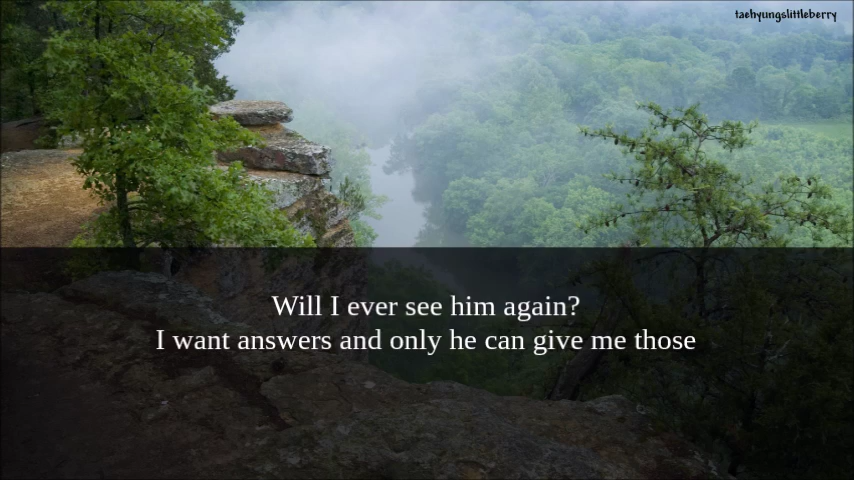 taehyungslittleberry
Will I ever see him again?
I want answers and only he can give me those